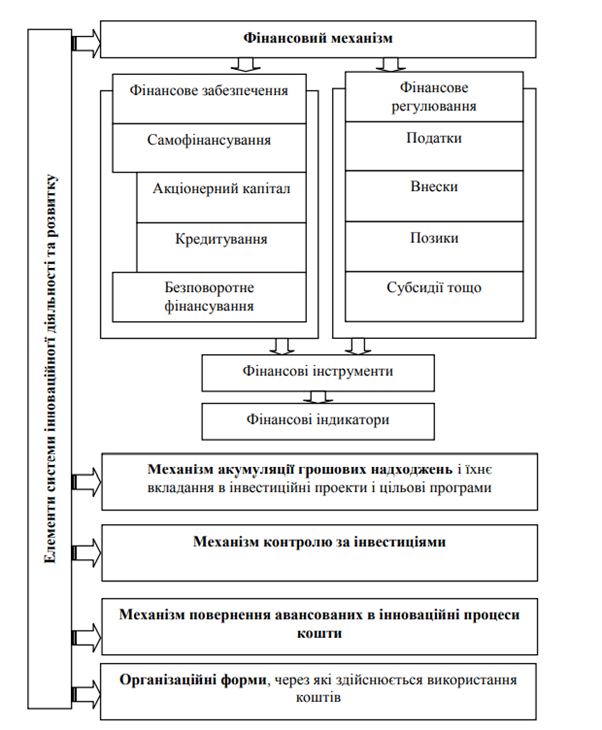 Елементи системи інноваційної діяльності та розвитку
Фінансовий механізм
Фінансове забезпечення
Самофінансування
Акціонерний капітал
Кредитування
Безповоротне
фінансування
Фінансове
регулювання
Податки
Внески
Позики
Субсидії тощо
Фінансові інструменти
Фінансові індикатори
Механізм акумуляції грошових надходжень і їхнє
вкладання в інвестиційні проекти і цільові програми
Механізм контролю за інвестиціями
Механізм повернення авансованих в інноваційні процеси
кошти
Організаційні форми, через які здійснюється використання
коштів